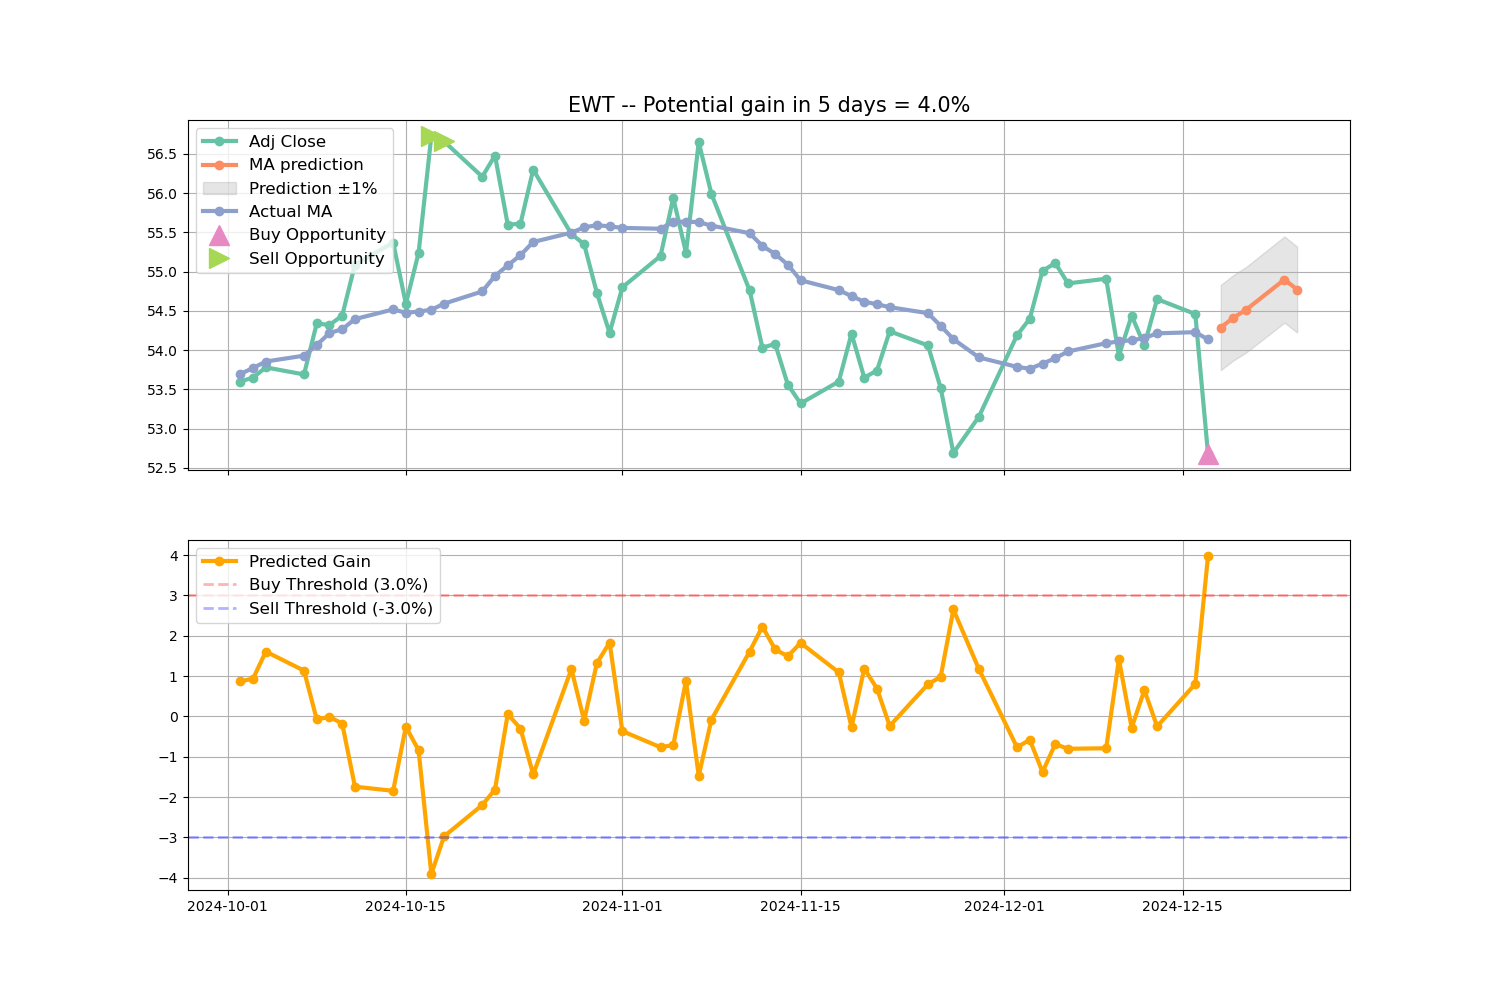 EWT -- Potential gain in 5 days = 4.0%
Adj Close
MA prediction
Prediction ±1%
Actual MA
Buy Opportunity
Sell Opportunity
56.5
56.0
55.5
55.0
54.5
54.0
53.5
53.0
52.5
Predicted Gain
Buy Threshold (3.0%)
Sell Threshold (-3.0%)
4
3
2
1
0
−1
−2
−3
−4
2024-10-01 2024-10-15 2024-11-01 2024-11-15 2024-12-01 2024-12-15